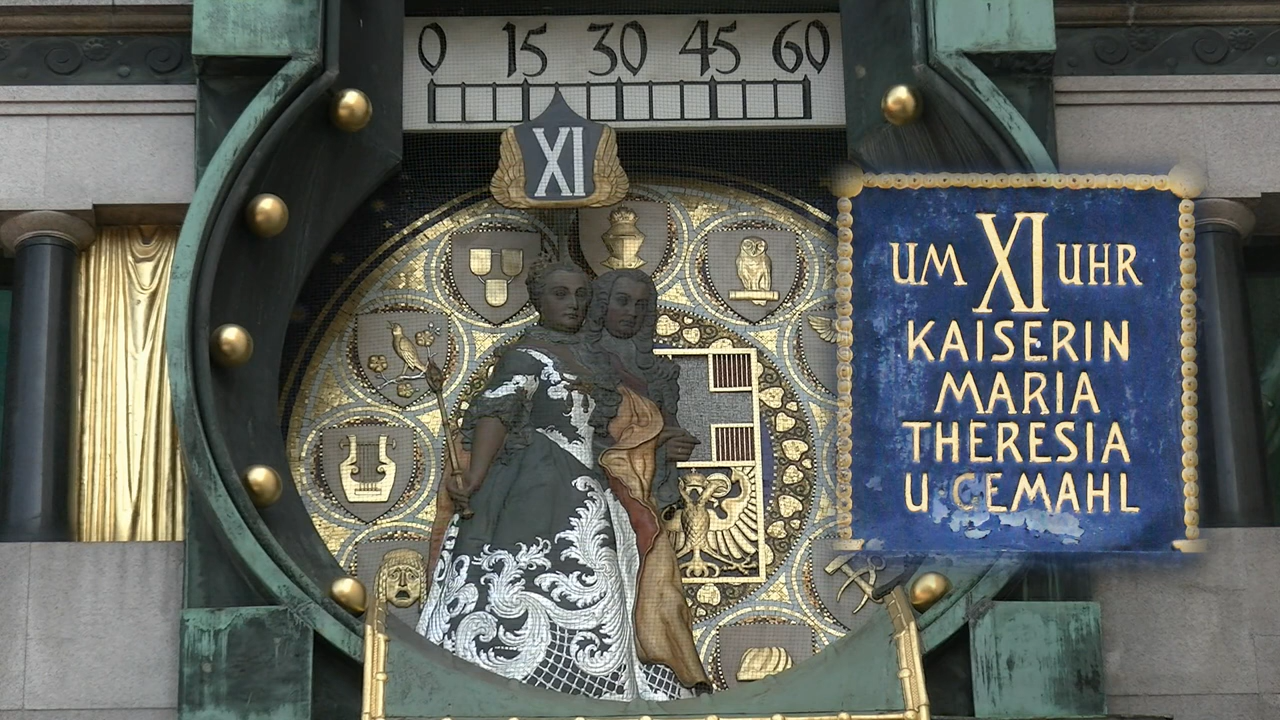 0 15 30 45 60
XI
UM XI UHR
KAISERIN
MARIA
THERESIA
U GEMAHL